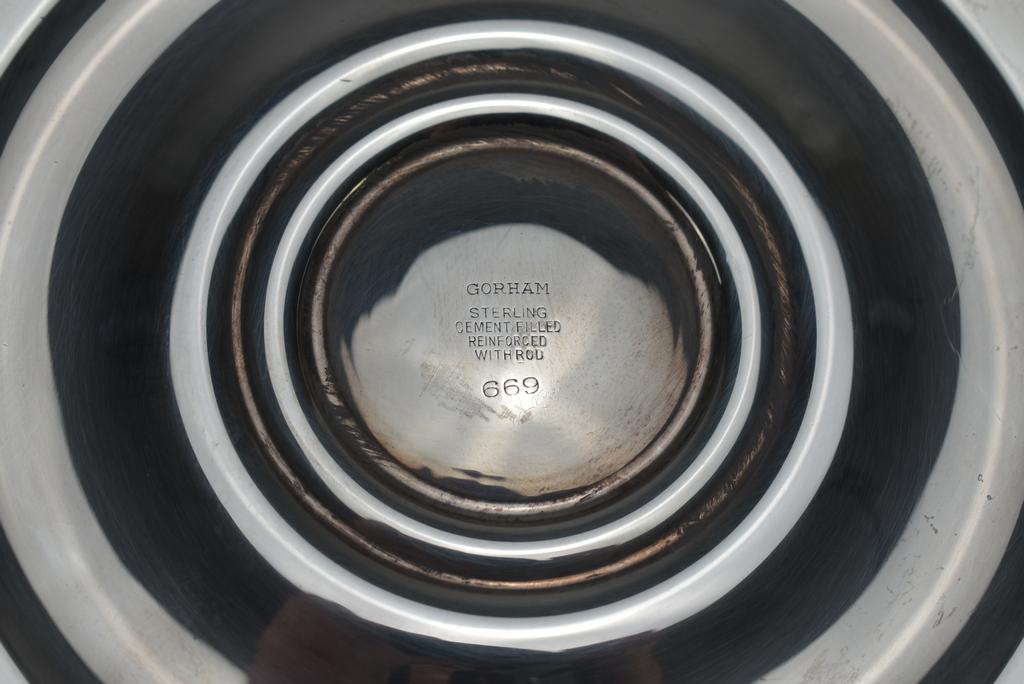 GORHAM
STERLING
CEMENT FILLED
REINFORCED
WITH ROD
669